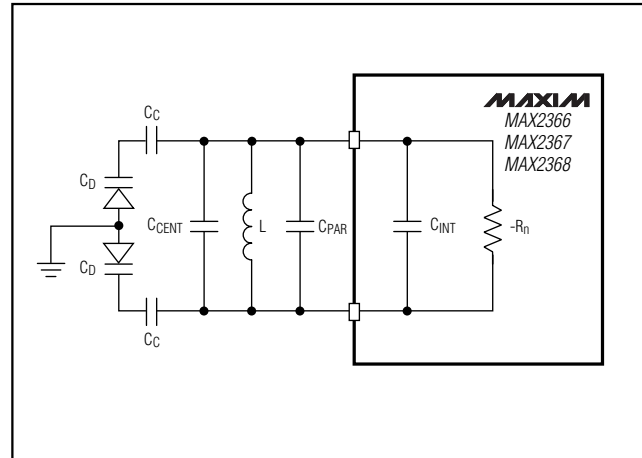 MAXIM
MAX2366
MAX2367
MAX2368
CC
CD
CCENT
L
CPAR
CINT
-Rn
CD
CC